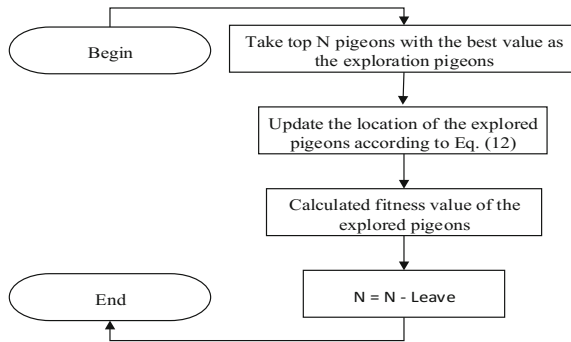 Begin
Take top N pigeons with the best value as
the exploration pigeons
Update the location of the explored
pigeons according to Eq. (12)
Calculated fitness value of the
explored pigeons
N = N - Leave
End